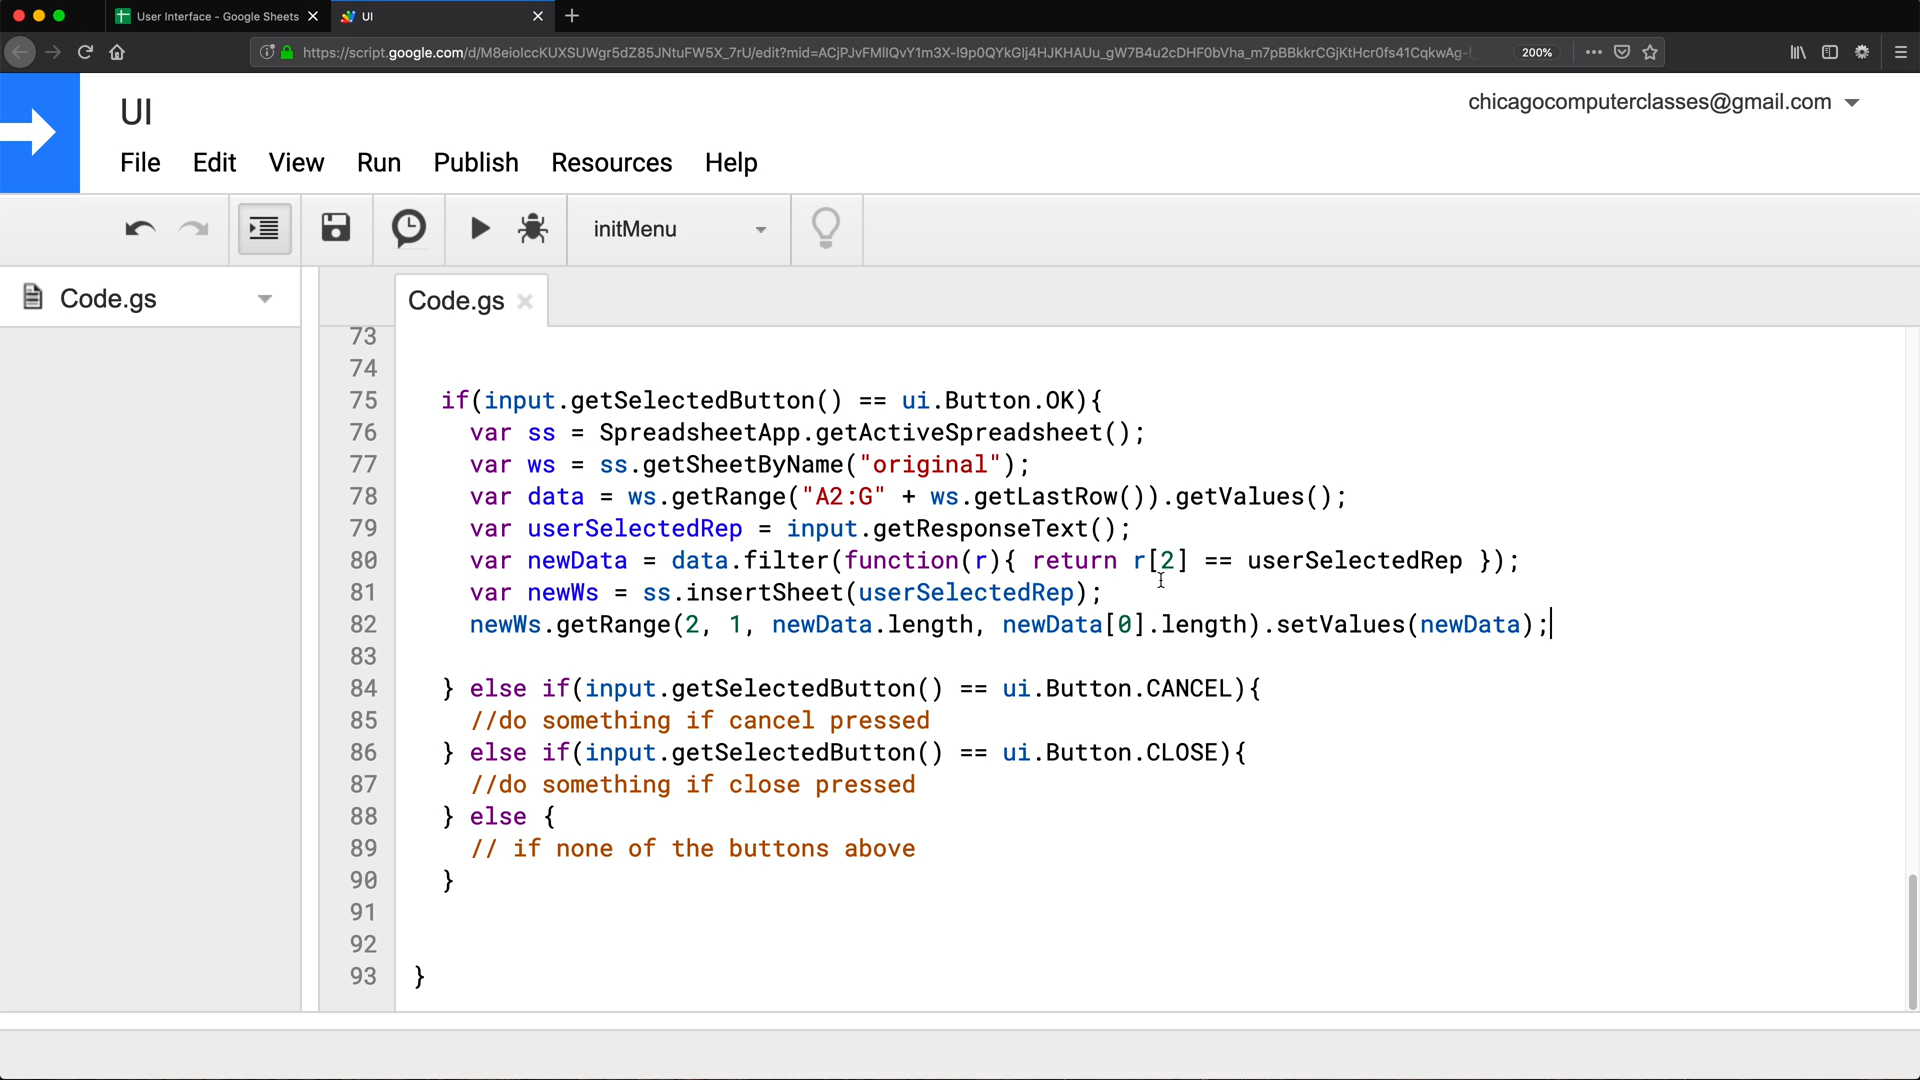 User Interface - Google Sheets
UI
https://script.google.com/d/M8eiolccKUXSUWgr5dZ85JNtuFW5X_7rU/edit?mid=ACjPJvFMlIQvY1m3X-l9p0QYkGlj4HJKHAUu_gW7B4u2cDHF0bVha_m7pBBkkrCGjKtHcr0fs41CqkwAg-f
200%
UI
chicagocomputerclasses@gmail.com
File Edit View Run Publish Resources Help
initMenu
Code.gs
Code.gs
73
74
75 if(input.getSelectedButton() == ui.Button.OK){
76 var ss = SpreadsheetApp.getActiveSpreadsheet();
77 var ws = ss.getSheetByName("original");
78 var data = ws.getRange("A2:G" + ws.getLastRow()).getValues();
79 var userSelectedRep = input.getResponseText();
80 var newData = data.filter(function(r){ return r[2] == userSelectedRep });
81 var newWs = ss.insertSheet(userSelectedRep);
82 newWs.getRange(2, 1, newData.length, newData[0].length).setValues(newData);
83
84 } else if(input.getSelectedButton() == ui.Button.CANCEL){
85 //do something if cancel pressed
86 } else if(input.getSelectedButton() == ui.Button.CLOSE){
87 //do something if close pressed
88 } else {
89 // if none of the buttons above
90 }
91
92
93 }